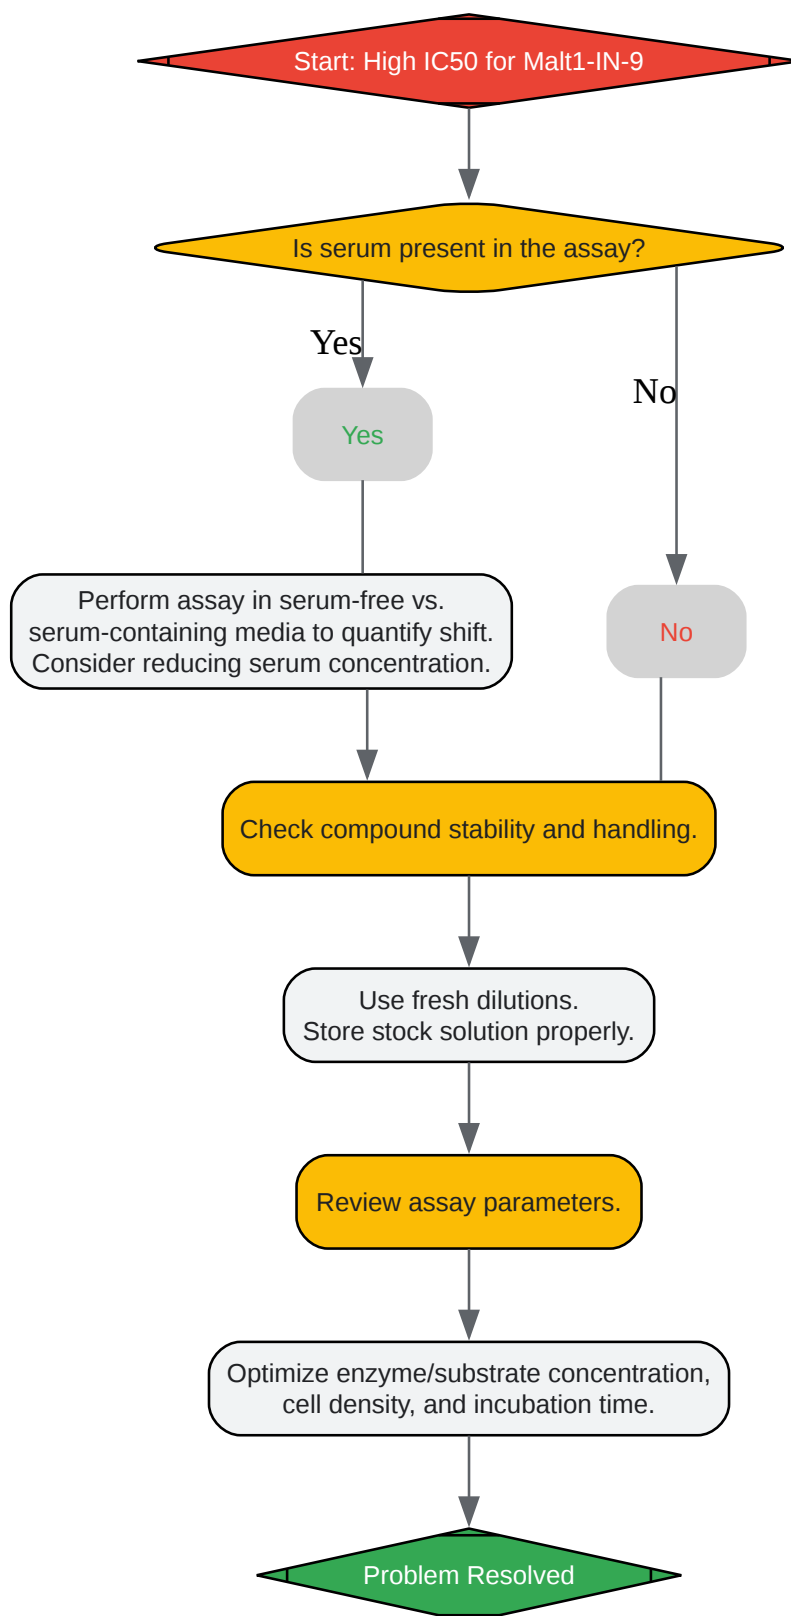 Start: High IC50 for Malt1-IN-9
Is serum present in the assay?
Yes
No
Yes
Perform assay in serum-free vs.
serum-containing media to quantify shift.
Consider reducing serum concentration.
No
Check compound stability and handling.
Use fresh dilutions.
Store stock solution properly.
Review assay parameters.
Optimize enzyme/substrate concentration,
cell density, and incubation time.
Problem Resolved